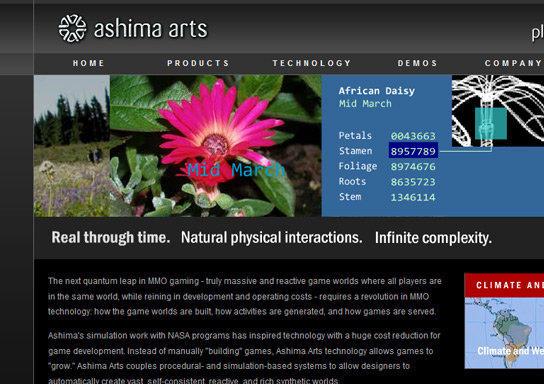 ashima arts
pl
HOME PRODUCTS TECHNOLOGY DEMOS COMPANY
African Daisy
Mid March
Petals 0043663
Stamen 8957789
Foliage 8974676
Roots 8635723
Stem 1346114
Mid March
Real through time. Natural physical interactions. Infinite complexity.
The next quantum leap in MMO gaming - truly massive and reactive game worlds where all players are
in the same world, while reining in development and operating costs - requires a revolution in MMO
technology: how the game worlds are built, how activities are generated, and how games are served.
Ashima's simulation work with NASA programs has inspired technology with a huge cost reduction for
game development. Instead of manually "building" games, Ashima Arts technology allows games to
"grow." Ashima Arts couples procedural- and simulation-based systems to allow designers to
automatically create vast, self-consistent, reactive, and rich synthetic worlds.
CLIMATE AND
Climate and We